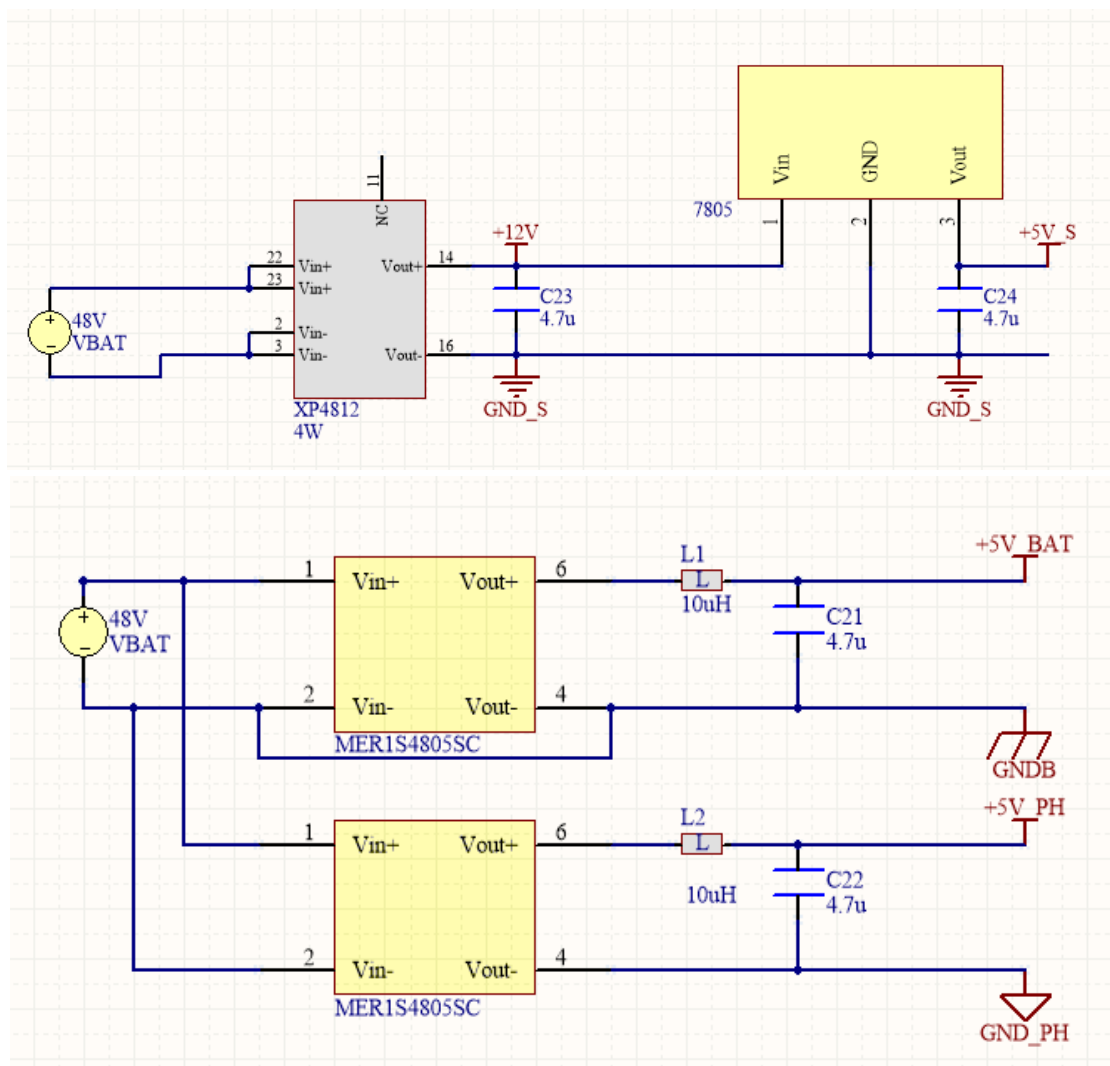 11
NC
Vin
GND
Vout
7805
1
2
3
+12V
+5V_S
22
Vin+
Vout+
14
23
Vin+
C23
4.7u
C24
4.7u
48V
VBAT
2
Vin-
3
Vin-
Vout-
16
XP4812
4W
GND_S
GND_S
+5V_BAT
L1
1
Vin+
Vout+
6
L
10uH
48V
VBAT
C21
4.7u
2
Vin-
Vout-
4
MER1S4805SC
GNDB
+5V_PH
L2
1
Vin+
Vout+
6
L
10uH
C22
4.7u
2
Vin-
Vout-
4
MER1S4805SC
GND_PH